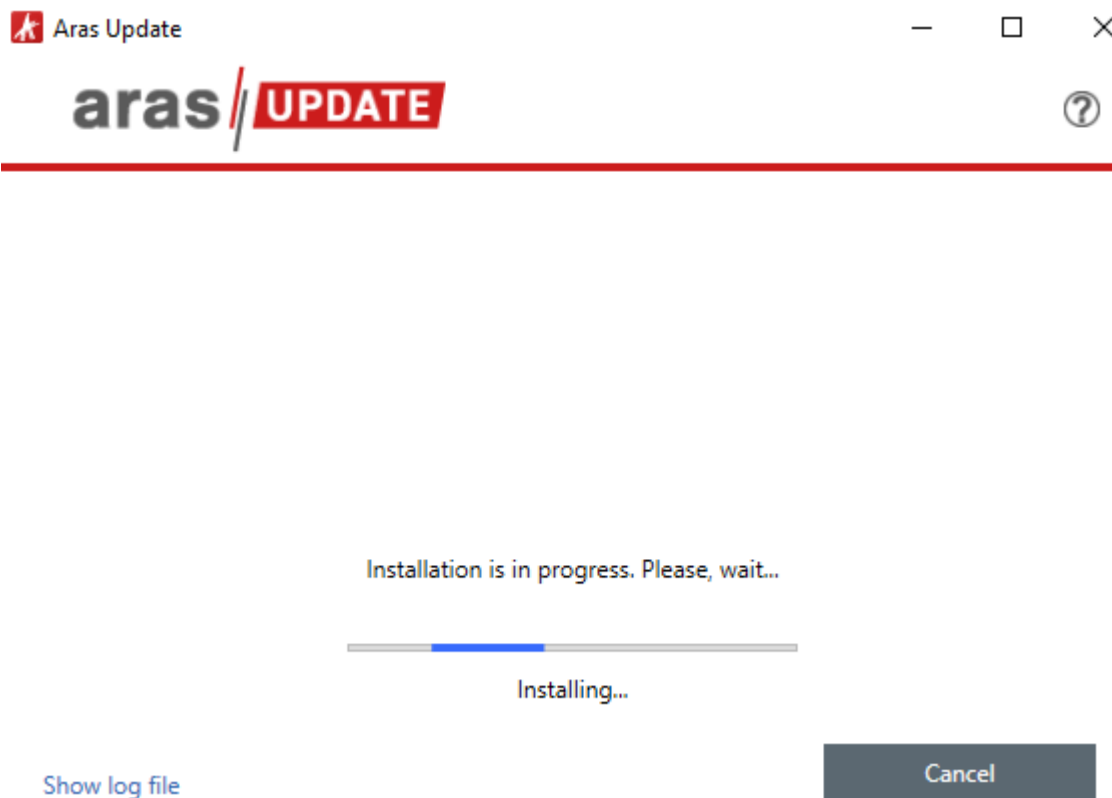 Aras Update
aras UPDATE
?
Installation is in progress. Please, wait...
Installing...
Cancel
Show log file